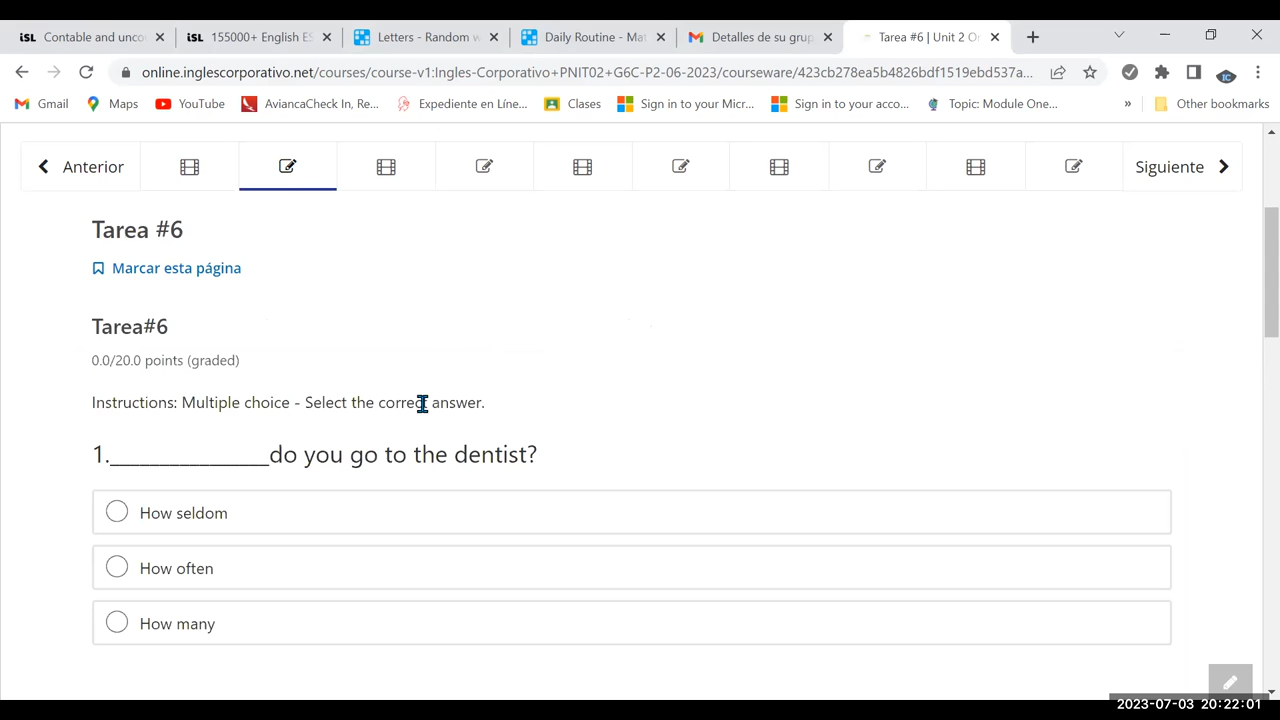 iSL Contable and unco
iSL 155000+ English ES
Letters - Random w
Daily Routine - Mat
Detalles de su grup
Tarea #6 | Unit 2 O
online.inglescorporativo.net/courses/course-v1:Ingles-Corporativo+PNIT02+G6C-P2-06-2023/courseware/423cb278ea5b4826bdf1519ebd537a...
Gmail
Maps
YouTube
AviancaCheck In, Re...
Expediente en Líne...
Clases
Sign in to your Micr...
Sign in to your acco...
Topic: Module One...
»
Other bookmarks
Anterior
Siguiente
Tarea #6
Marcar esta página
Tarea#6
0.0/20.0 points (graded)
Instructions: Multiple choice - Select the correct answer.
1.________________do you go to the dentist?
How seldom
How often
How many
2023-07-03 20:22:01